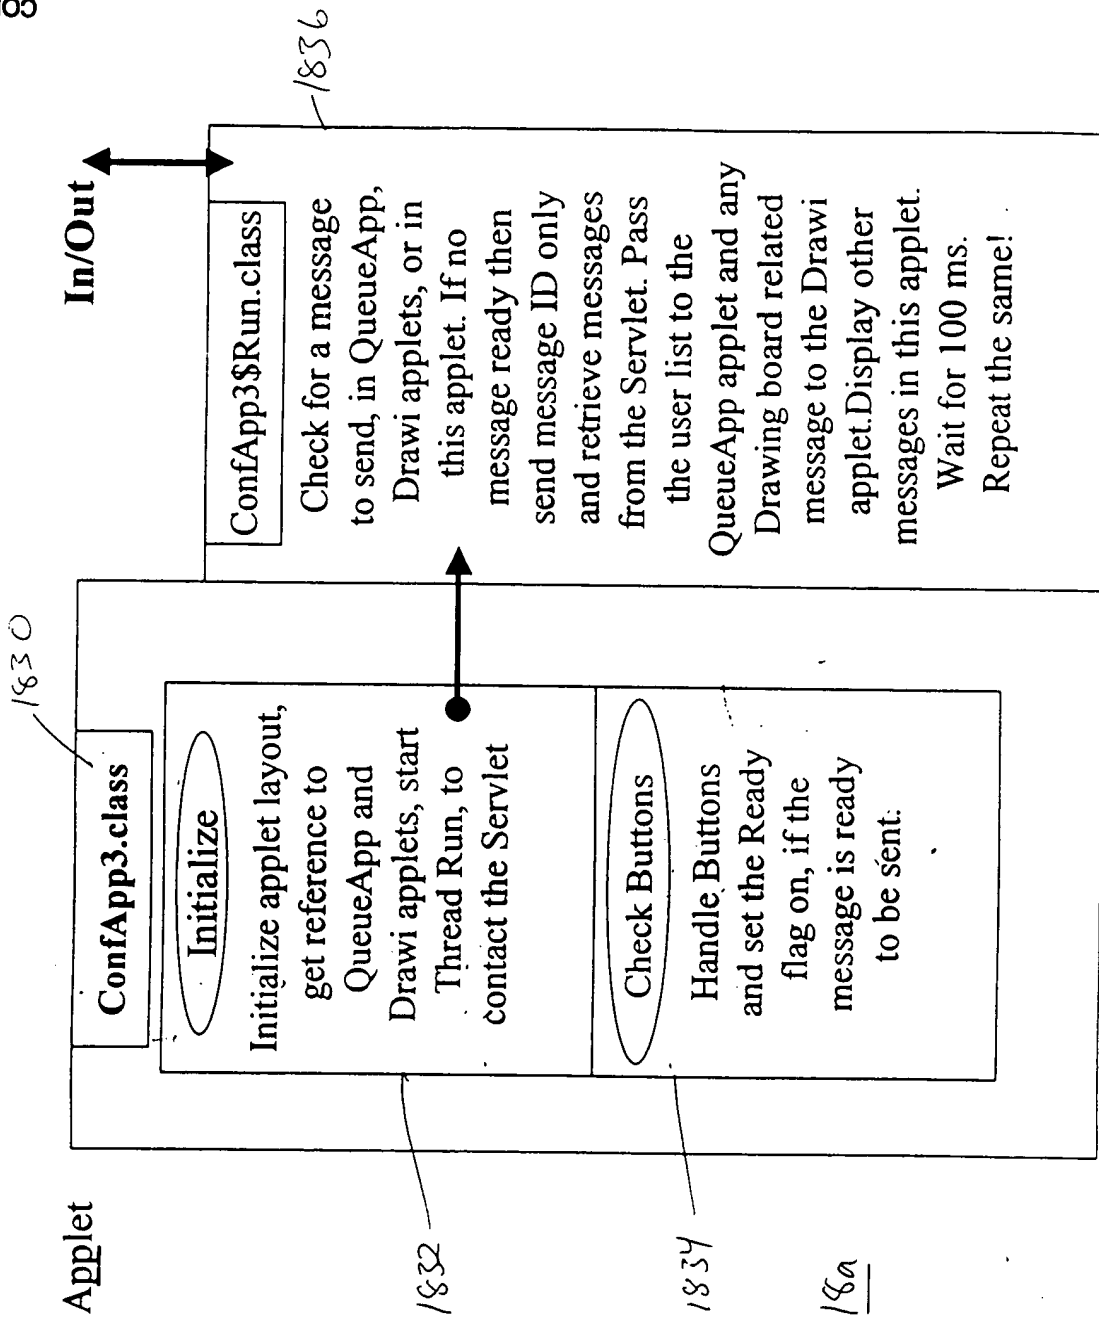 Applet
In/Out
1830
ConfApp3.class
Initialize
Initialize applet layout,
get reference to
QueueApp and
Drawi applets, start
Thread Run, to
contact the Servlet
1832
Check Buttons
Handle Buttons
and set the Ready
flag on, if the
message is ready
to be sent.
1834
1836
ConfApp3$Run.class
Check for a message
to send, in QueueApp,
Drawi applets, or in
this applet. If no
message ready then
send message ID only
and retrieve messages
from the Servlet. Pass
the user list to the
QueueApp applet and any
Drawing board related
message to the Drawi
applet.Display other
messages in this applet.
Wait for 100 ms.
Repeat the same!
18a